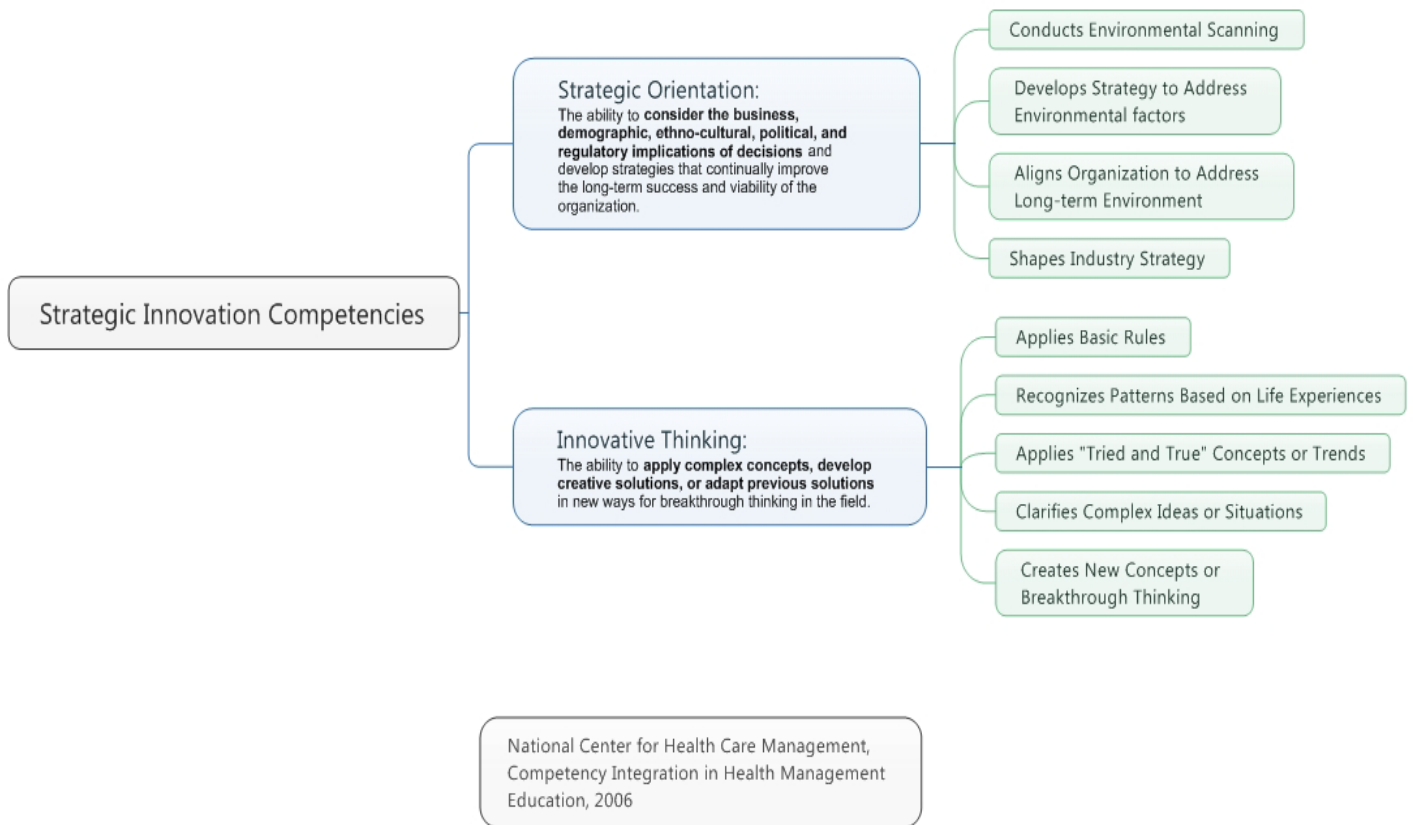 Strategic Innovation Competencies
Strategic Orientation:
The ability to consider the business,
demographic, ethno-cultural, political, and
regulatory implications of decisions and
develop strategies that continually improve
the long-term success and viability of the
organization.
Conducts Environmental Scanning
Develops Strategy to Address
Environmental factors
Aligns Organization to Address
Long-term Environment
Shapes Industry Strategy
Innovative Thinking:
The ability to apply complex concepts, develop
creative solutions, or adapt previous solutions
in new ways for breakthrough thinking in the field.
Applies Basic Rules
Recognizes Patterns Based on Life Experiences
Applies "Tried and True" Concepts or Trends
Clarifies Complex Ideas or Situations
Creates New Concepts or
Breakthrough Thinking
National Center for Health Care Management,
Competency Integration in Health Management
Education, 2006